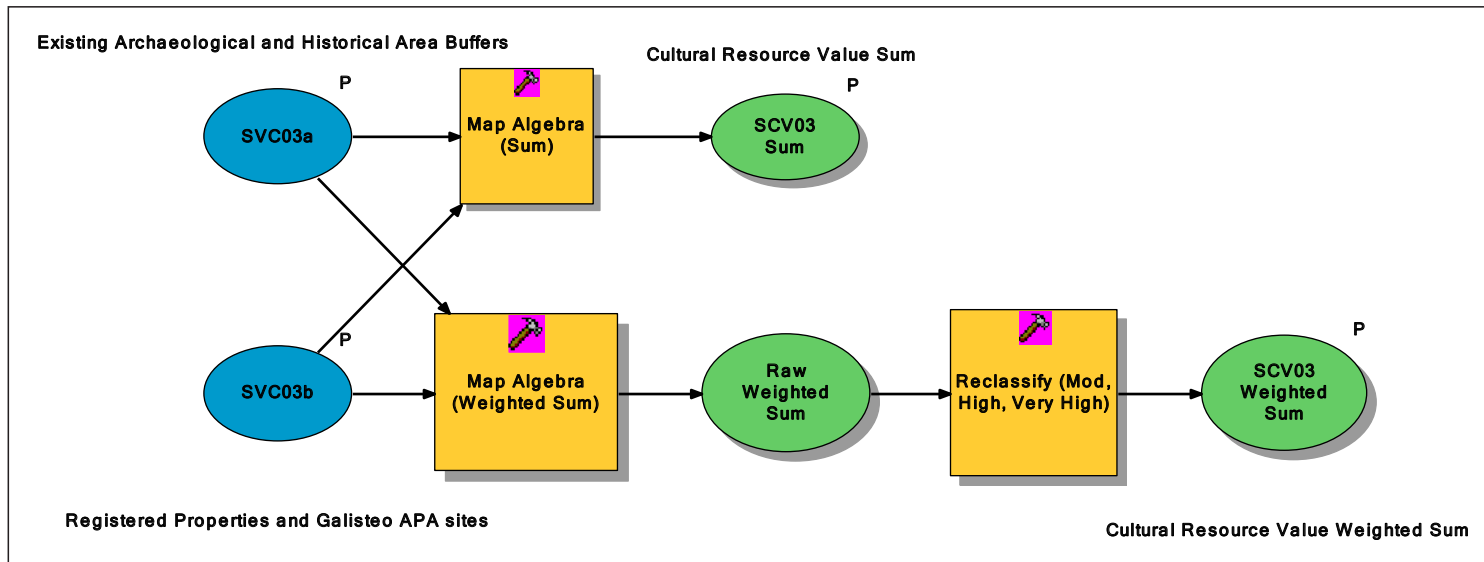 Existing Archaeological and Historical Area Buffers
Cultural Resource Value Sum
P
P
SVC03a
Map Algebra
(Sum)
SCV03
Sum
P
P
SVC03b
Map Algebra
(Weighted Sum)
Raw
Weighted
Sum
Reclassify (Mod,
High, Very High)
SCV03
Weighted
Sum
Registered Properties and Galisteo APA sites
Cultural Resource Value Weighted Sum